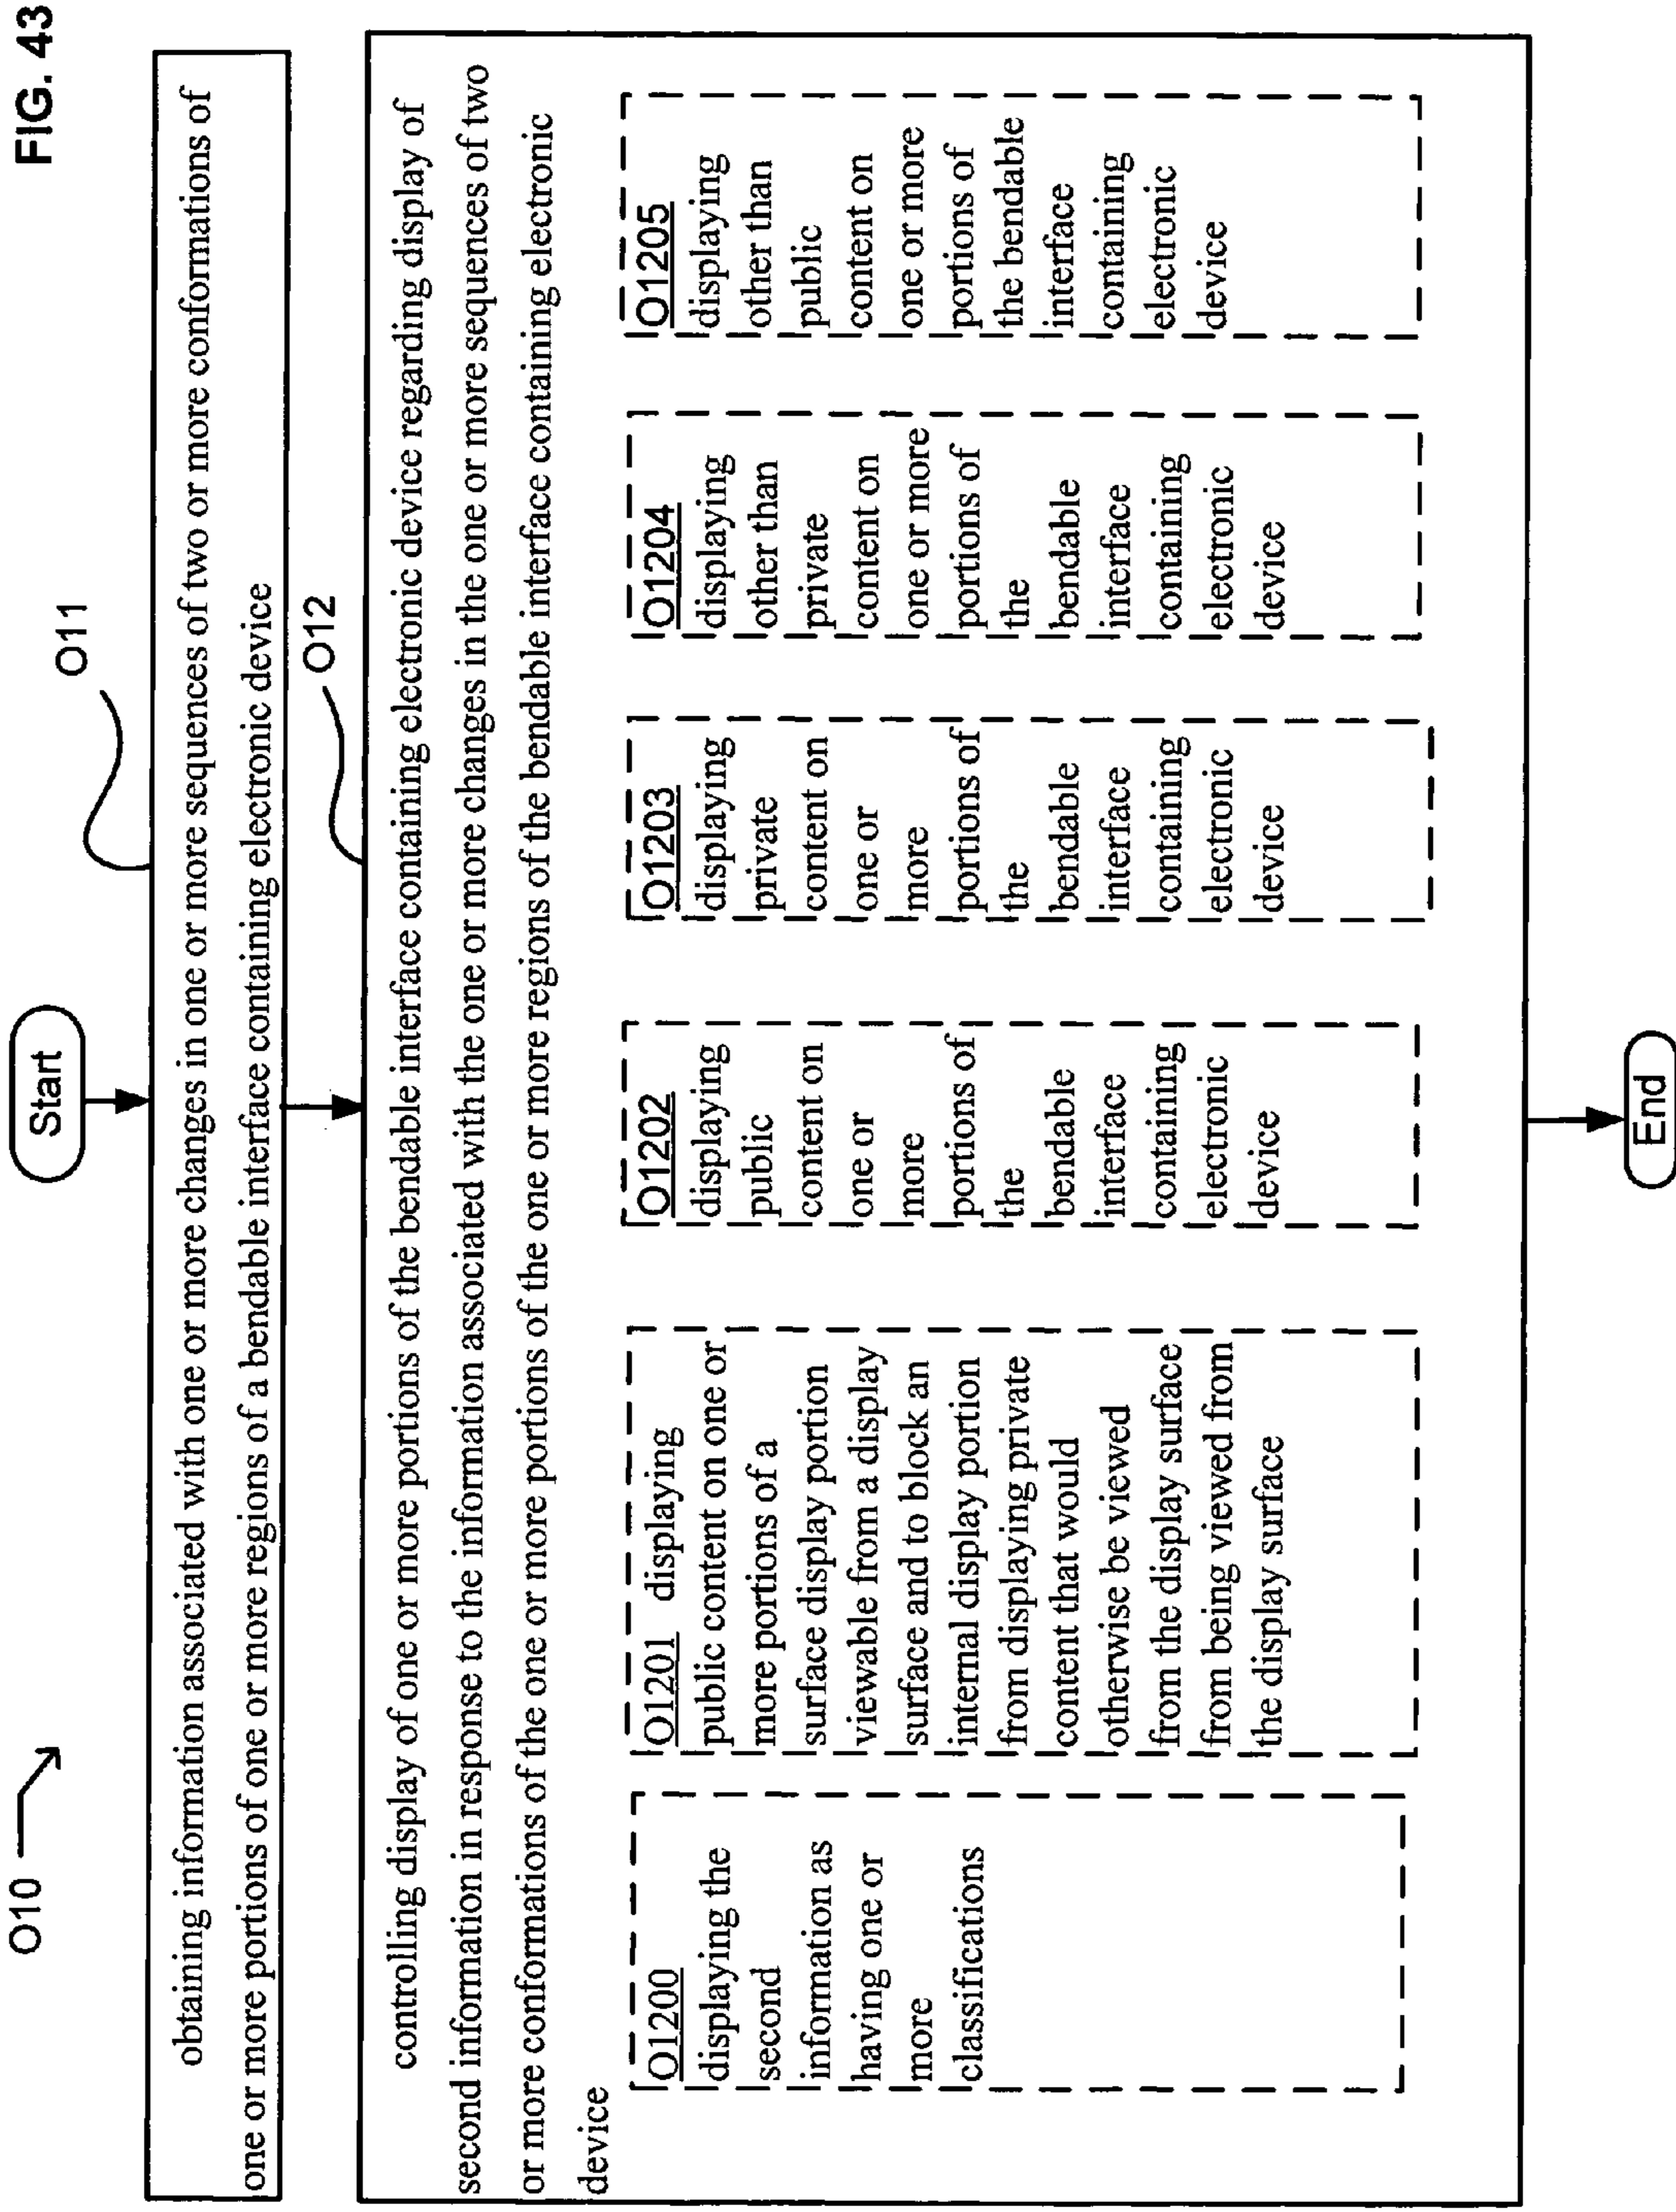 FIG. 43
O10
Start
O11
obtaining information associated with one or more changes in one or more sequences of two or more conformations of
one or more portions of one or more regions of a bendable interface containing electronic device
O12
controlling display of one or more portions of the bendable interface containing electronic device regarding display of
second information in response to the information associated with the one or more changes in the one or more sequences of two
or more conformations of the one or more portions of the one or more regions of the bendable interface containing electronic
device
O1200
displaying the
second
information as
having one or
more
classifications
O1201 displaying
public content on one or
more portions of a
surface display portion
viewable from a display
surface and to block an
internal display portion
from displaying private
content that would
otherwise be viewed
from the display surface
from being viewed from
the display surface
O1202
displaying
public
content on
one or
more
portions of
the
bendable
interface
containing
electronic
device
O1203
displaying
private
content on
one or
more
portions of
the
bendable
interface
containing
electronic
device
O1204
displaying
other than
private
content on
one or more
portions of
the
bendable
interface
containing
electronic
device
O1205
displaying
other than
public
content on
one or more
portions of
the bendable
interface
containing
electronic
device
End